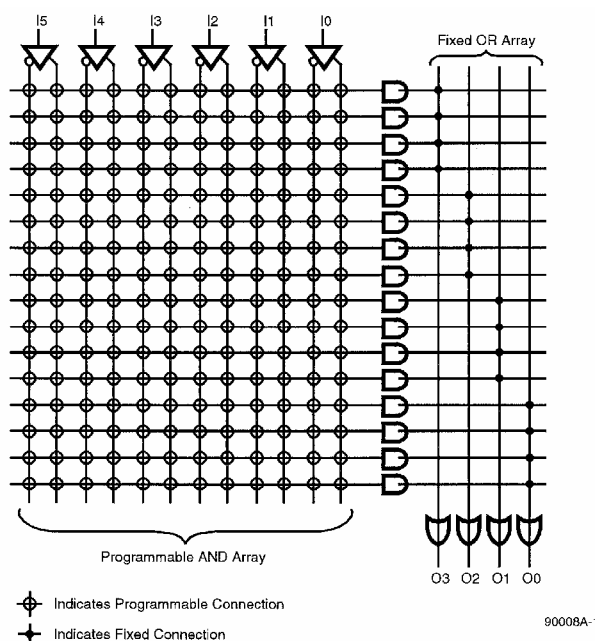 I5 I4 I3 I2 I1 I0
Fixed OR Array
Programmable AND Array
O3 O2 O1 O0
Indicates Programmable Connection
Indicates Fixed Connection